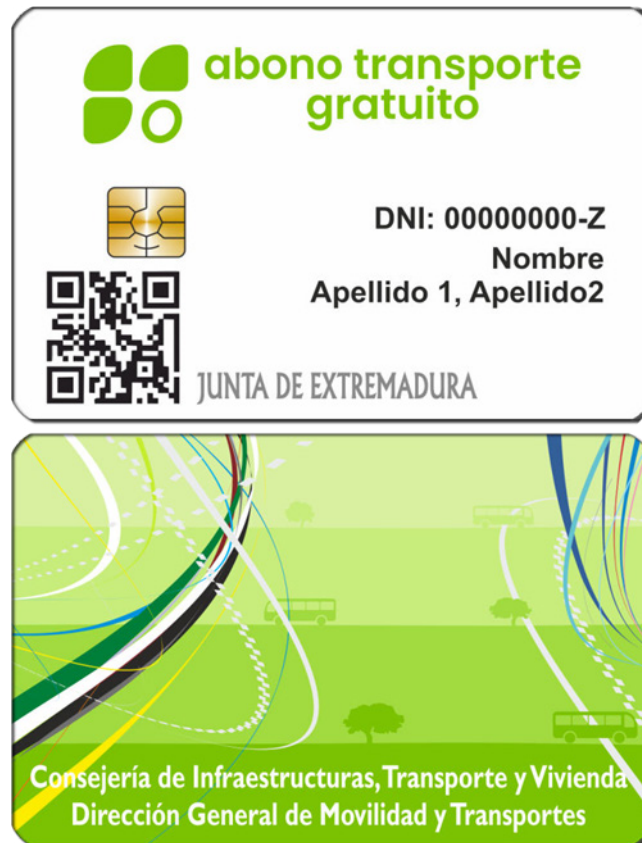 abono transporte
gratuito
DNI: 00000000-Z
Nombre
Apellido 1, Apellido2
JUNTA DE EXTREMADURA
Consejería de Infraestructuras, Transporte y Vivienda
Dirección General de Movilidad y Transportes